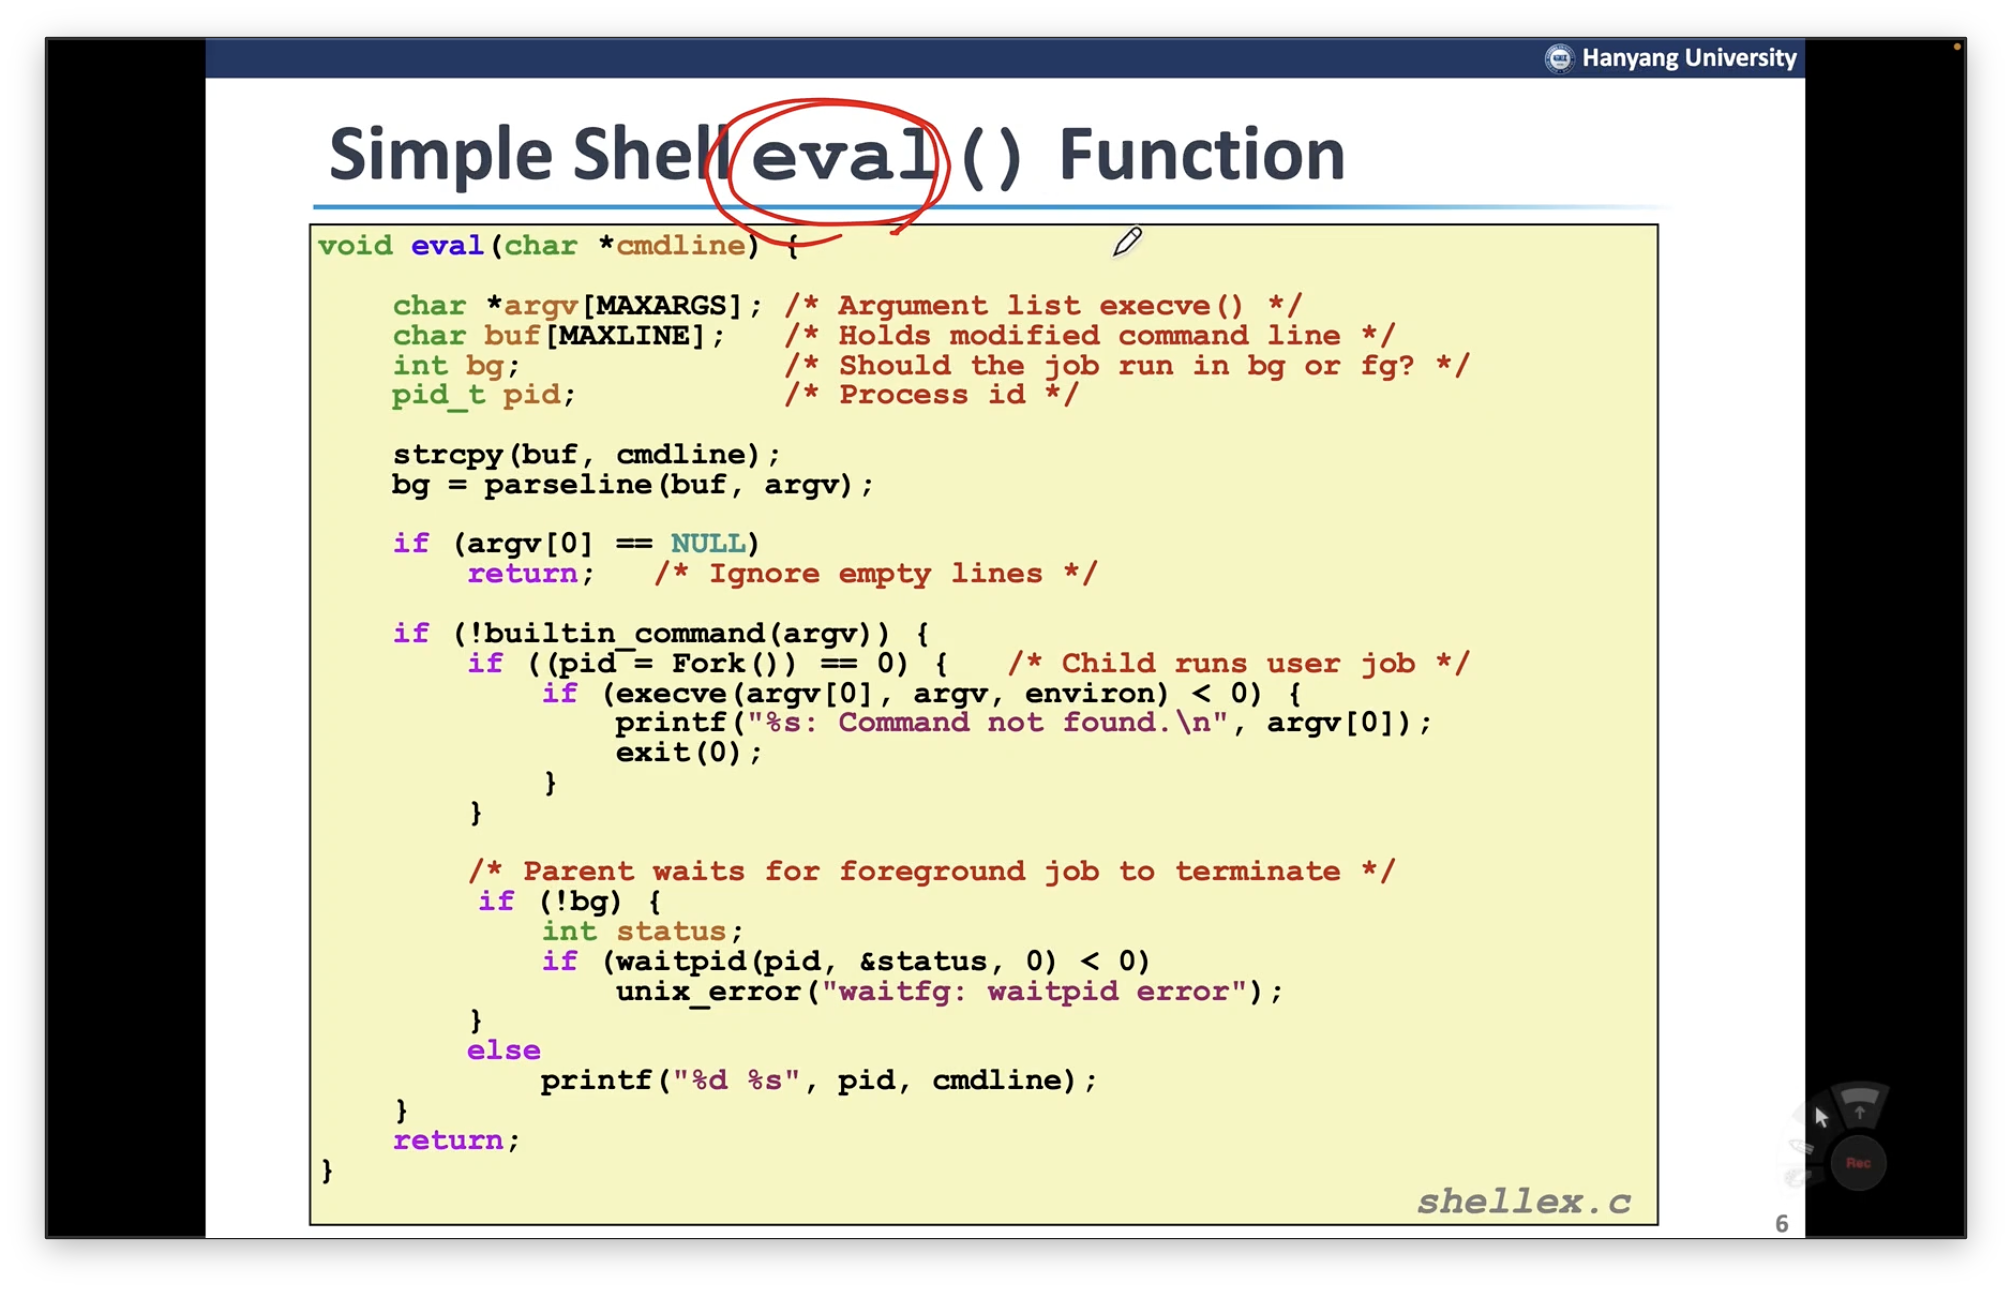 Hanyang University
Simple Shell eval() Function
void eval(char *cmdline) {
char *argv[MAXARGS]; /* Argument list execve() */
char buf[MAXLINE];   /* Holds modified command line */
int bg;              /* Should the job run in bg or fg? */
pid_t pid;           /* Process id */
strcpy(buf, cmdline);
bg = parseline(buf, argv);
if (argv[0] == NULL)
return;   /* Ignore empty lines */
if (!builtin_command(argv)) {
if ((pid = Fork()) == 0) {   /* Child runs user job */
if (execve(argv[0], argv, environ) < 0) {
printf("%s: Command not found.\n", argv[0]);
exit(0);
}
}
/* Parent waits for foreground job to terminate */
if (!bg) {
int status;
if (waitpid(pid, &status, 0) < 0)
unix_error("waitfg: waitpid error");
}
else
printf("%d %s", pid, cmdline);
}
return;
}
shellex.c
Rec
6